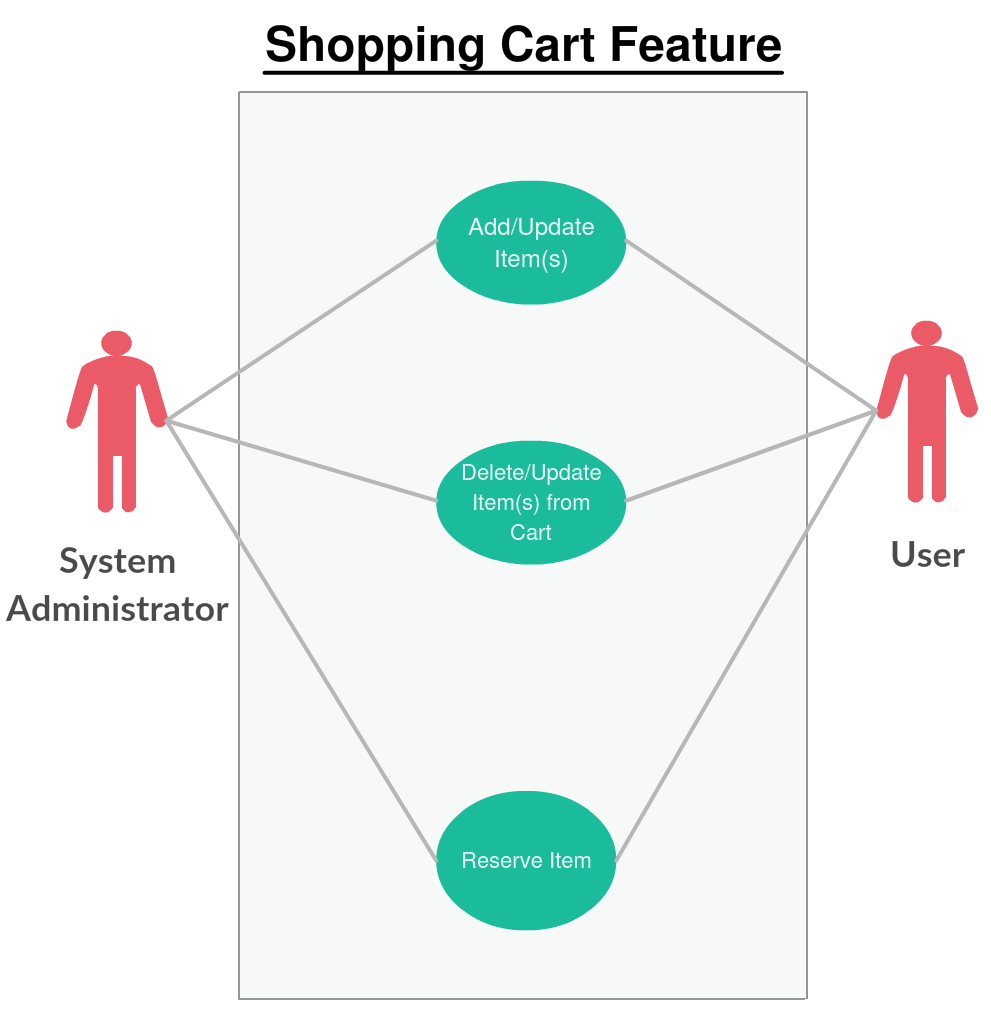 Shopping Cart Feature
Add/Update
Item(s)
Delete/Update
Item(s) from
Cart
System
Administrator
User
Reserve Item